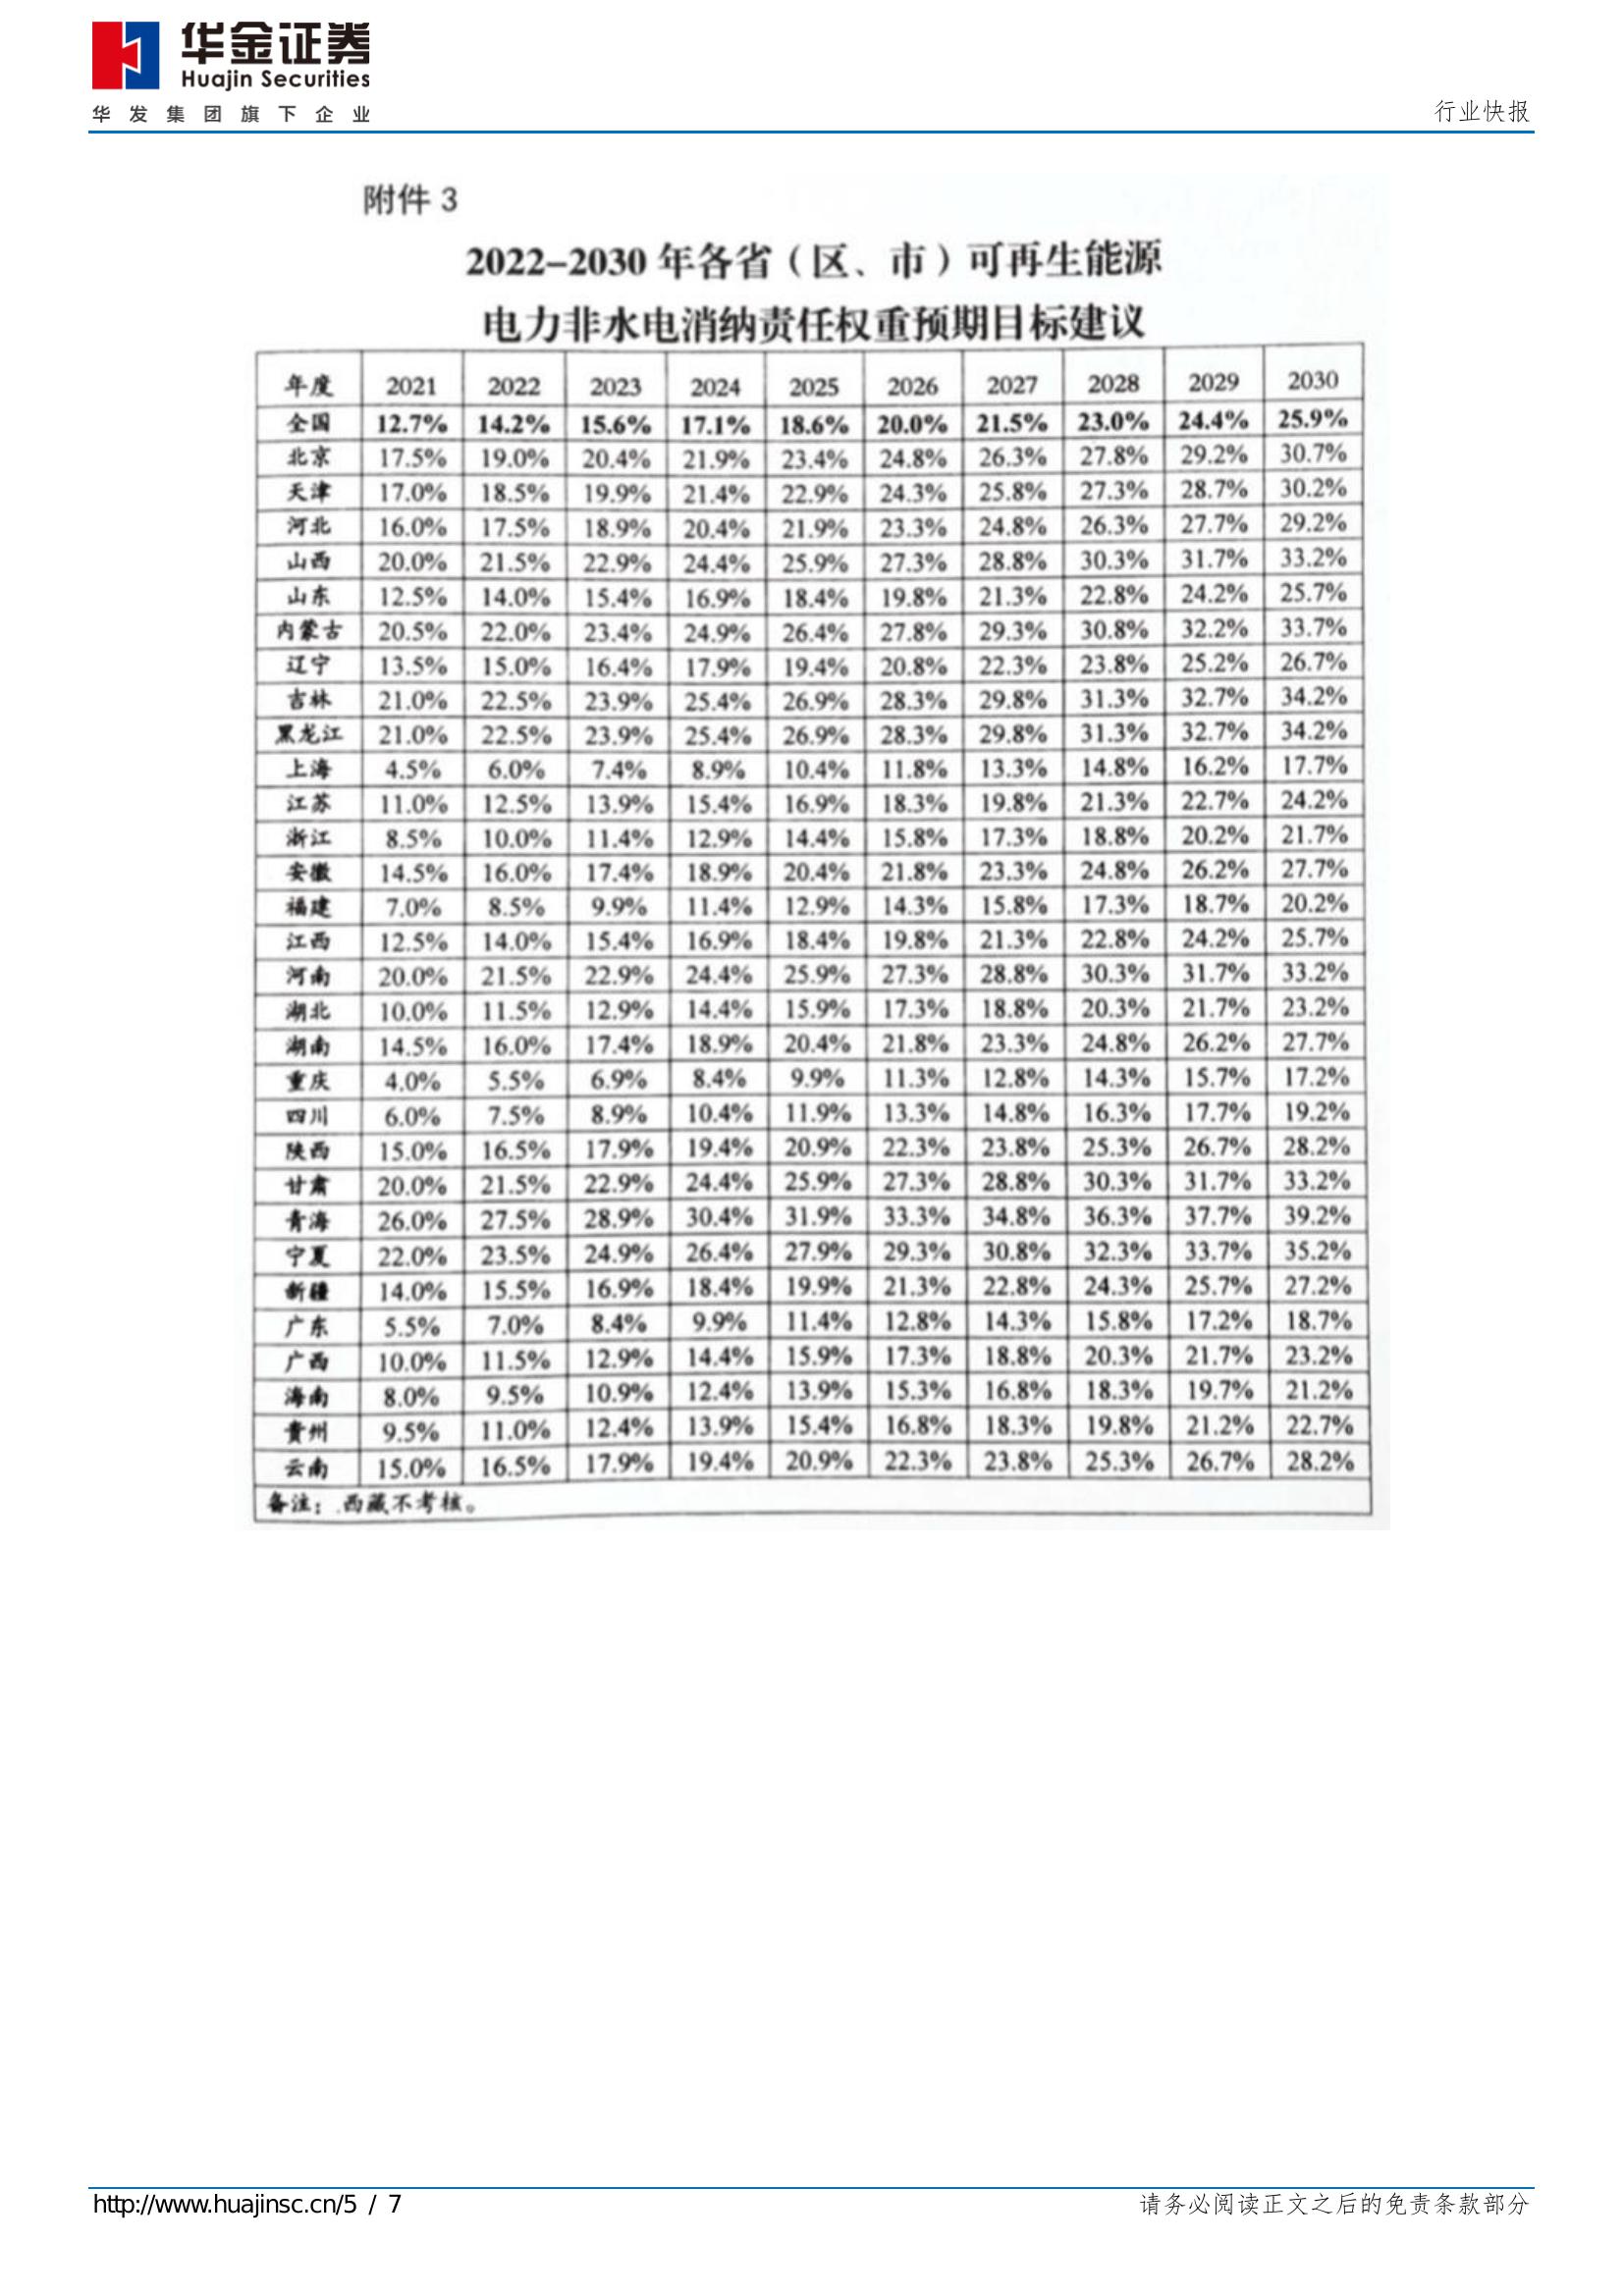 华金证券
Huajin Securities
华发集团旗下企业
行业快报
附件 3
2022-2030 年各省（区、市）可再生能源
电力非水电消纳责任权重预期目标建议
年度 2021 2022 2023 2024 2025 2026 2027 2028 2029 2030
全国 12.7% 14.2% 15.6% 17.1% 18.6% 20.0% 21.5% 23.0% 24.4% 25.9%
北京 17.5% 19.0% 20.4% 21.9% 23.4% 24.8% 26.3% 27.8% 29.2% 30.7%
天津 17.0% 18.5% 19.9% 21.4% 22.9% 24.3% 25.8% 27.3% 28.7% 30.2%
河北 16.0% 17.5% 18.9% 20.4% 21.9% 23.3% 24.8% 26.3% 27.7% 29.2%
山西 20.0% 21.5% 22.9% 24.4% 25.9% 27.3% 28.8% 30.3% 31.7% 33.2%
山东 12.5% 14.0% 15.4% 16.9% 18.4% 19.8% 21.3% 22.8% 24.2% 25.7%
内蒙古 20.5% 22.0% 23.4% 24.9% 26.4% 27.8% 29.3% 30.8% 32.2% 33.7%
辽宁 13.5% 15.0% 16.4% 17.9% 19.4% 20.8% 22.3% 23.8% 25.2% 26.7%
吉林 21.0% 22.5% 23.9% 25.4% 26.9% 28.3% 29.8% 31.3% 32.7% 34.2%
黑龙江 21.0% 22.5% 23.9% 25.4% 26.9% 28.3% 29.8% 31.3% 32.7% 34.2%
上海 4.5% 6.0% 7.4% 8.9% 10.4% 11.8% 13.3% 14.8% 16.2% 17.7%
江苏 11.0% 12.5% 13.9% 15.4% 16.9% 18.3% 19.8% 21.3% 22.7% 24.2%
浙江 8.5% 10.0% 11.4% 12.9% 14.4% 15.8% 17.3% 18.8% 20.2% 21.7%
安徽 14.5% 16.0% 17.4% 18.9% 20.4% 21.8% 23.3% 24.8% 26.2% 27.7%
福建 7.0% 8.5% 9.9% 11.4% 12.9% 14.3% 15.8% 17.3% 18.7% 20.2%
江西 12.5% 14.0% 15.4% 16.9% 18.4% 19.8% 21.3% 22.8% 24.2% 25.7%
河南 20.0% 21.5% 22.9% 24.4% 25.9% 27.3% 28.8% 30.3% 31.7% 33.2%
湖北 10.0% 11.5% 12.9% 14.4% 15.9% 17.3% 18.8% 20.3% 21.7% 23.2%
湖南 14.5% 16.0% 17.4% 18.9% 20.4% 21.8% 23.3% 24.8% 26.2% 27.7%
重庆 4.0% 5.5% 6.9% 8.4% 9.9% 11.3% 12.8% 14.3% 15.7% 17.2%
四川 6.0% 7.5% 8.9% 10.4% 11.9% 13.3% 14.8% 16.3% 17.7% 19.2%
陕西 15.0% 16.5% 17.9% 19.4% 20.9% 22.3% 23.8% 25.3% 26.7% 28.2%
甘肃 20.0% 21.5% 22.9% 24.4% 25.9% 27.3% 28.8% 30.3% 31.7% 33.2%
青海 26.0% 27.5% 28.9% 30.4% 31.9% 33.3% 34.8% 36.3% 37.7% 39.2%
宁夏 22.0% 23.5% 24.9% 26.4% 27.9% 29.3% 30.8% 32.3% 33.7% 35.2%
新疆 14.0% 15.5% 16.9% 18.4% 19.9% 21.3% 22.8% 24.3% 25.7% 27.2%
广东 5.5% 7.0% 8.4% 9.9% 11.4% 12.8% 14.3% 15.8% 17.2% 18.7%
广西 10.0% 11.5% 12.9% 14.4% 15.9% 17.3% 18.8% 20.3% 21.7% 23.2%
海南 8.0% 9.5% 10.9% 12.4% 13.9% 15.3% 16.8% 18.3% 19.7% 21.2%
贵州 9.5% 11.0% 12.4% 13.9% 15.4% 16.8% 18.3% 19.8% 21.2% 22.7%
云南 15.0% 16.5% 17.9% 19.4% 20.9% 22.3% 23.8% 25.3% 26.7% 28.2%
备注：西藏不考核。
http://www.huajinsc.cn/5 / 7
请务必阅读正文之后的免责条款部分